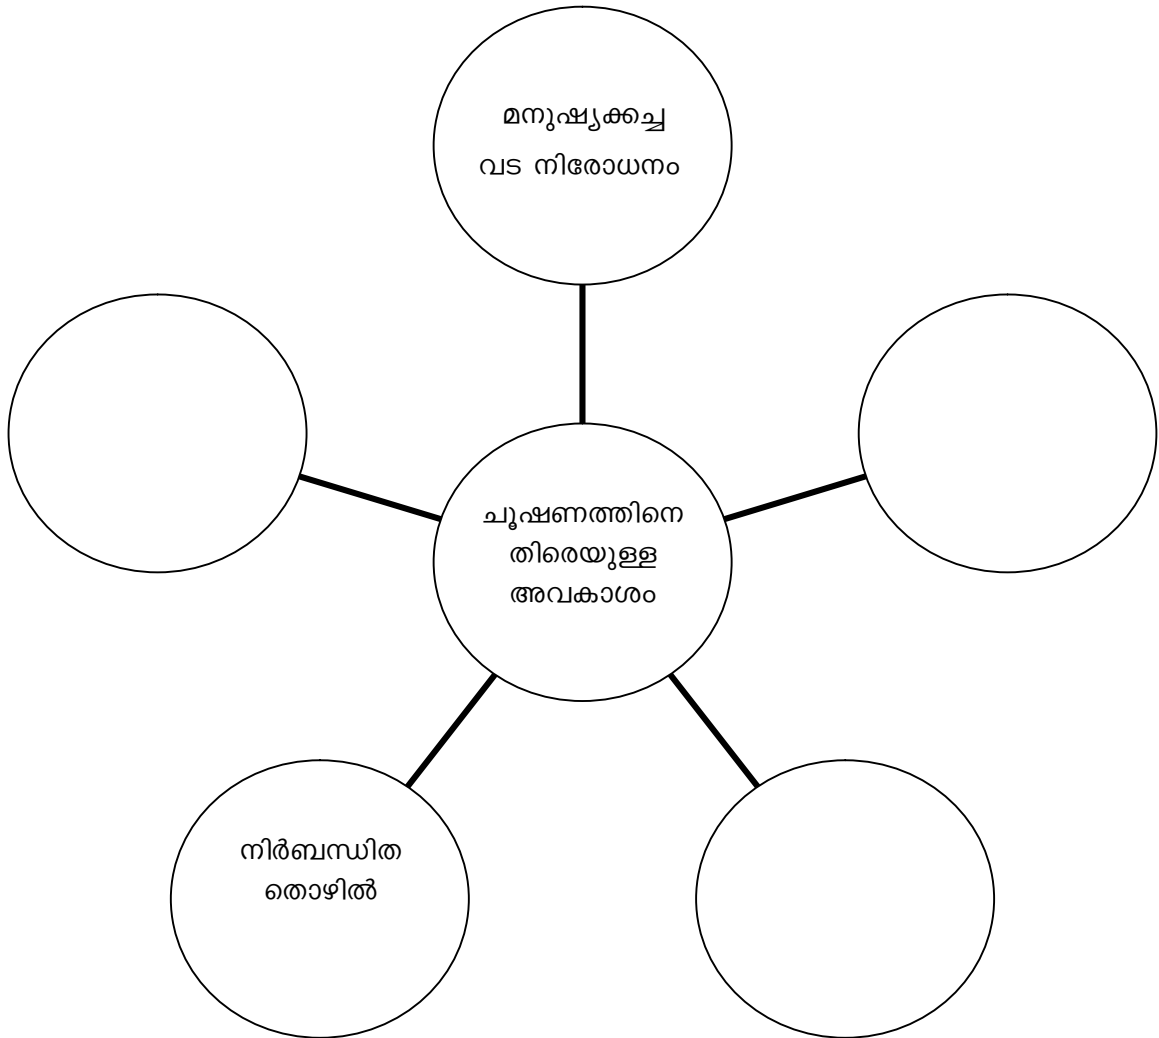 മനുഷ്യക്കച്ച
വട നിരോധനം
ചൂഷണത്തിനെ
തിരെയുള്ള
അവകാശം
നിർബന്ധിത
തൊഴിൽ